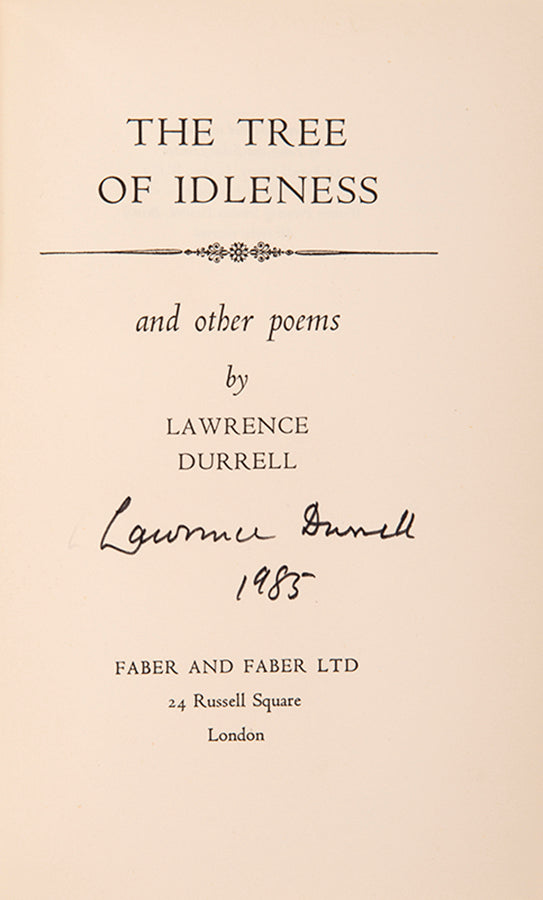 THE TREE
OF IDLENESS
and other poems
by
LAWRENCE
DURRELL
Lawrence Durrell
1985
FABER AND FABER LTD
24 Russell Square
London